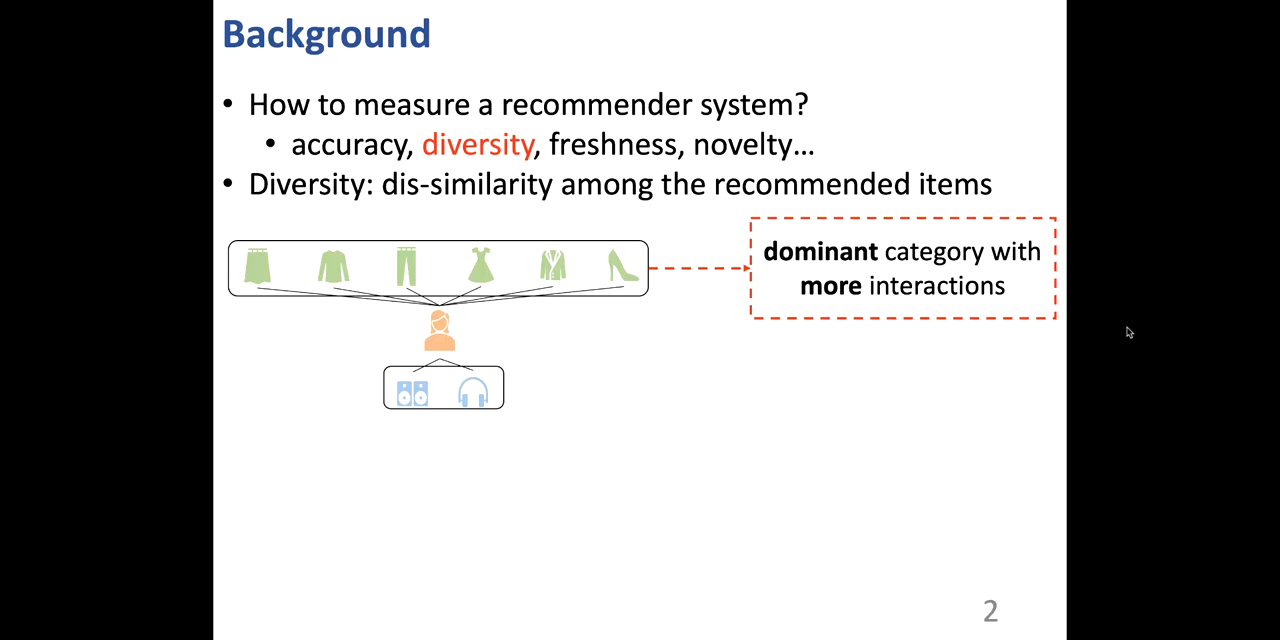 Background
• How to measure a recommender system?
• accuracy, diversity, freshness, novelty…
• Diversity: dis-similarity among the recommended items
dominant category with
more interactions
2